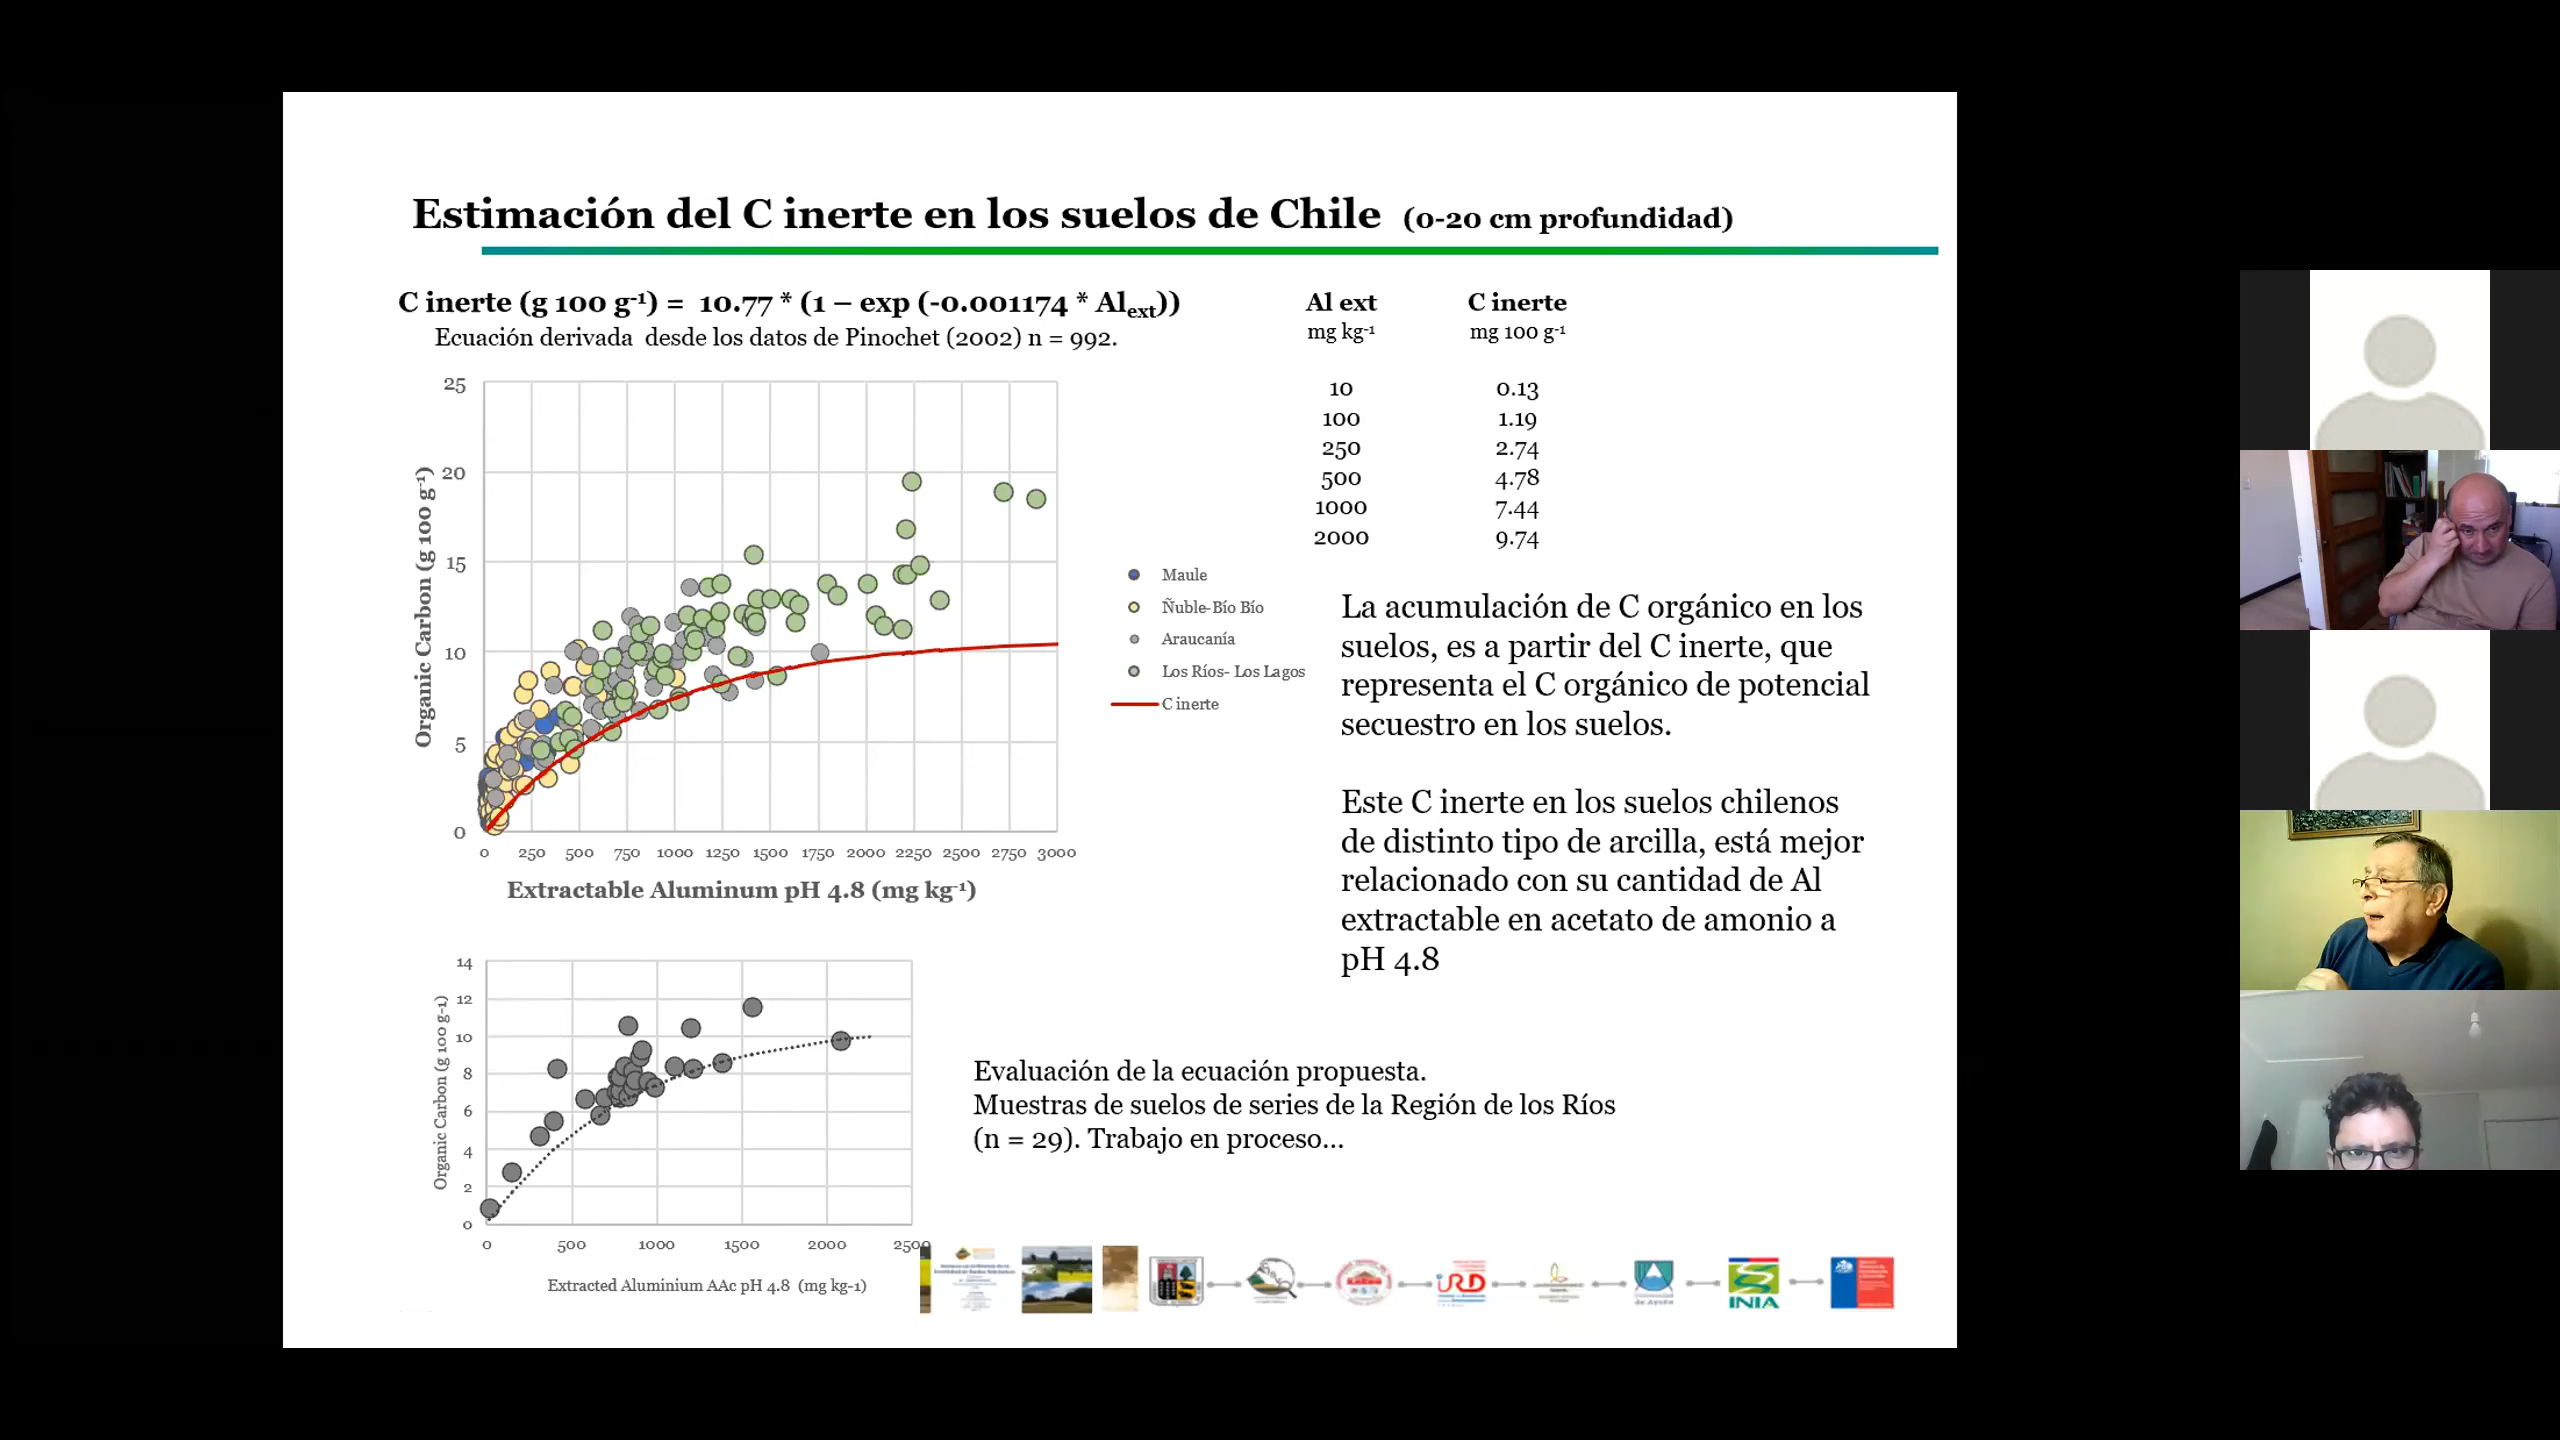 Estimación del C inerte en los suelos de Chile (0-20 cm profundidad)
C inerte (g 100 g⁻¹) = 10.77 * (1 – exp (-0.001174 * Alext))
Ecuación derivada desde los datos de Pinochet (2002) n = 992.
Al ext C inerte
mg kg⁻¹ mg 100 g⁻¹
10 0.13
100 1.19
250 2.74
500 4.78
1000 7.44
2000 9.74
Organic Carbon (g 100 g⁻¹)
25
20
15
10
5
0
0 250 500 750 1000 1250 1500 1750 2000 2250 2500 2750 3000
Extractable Aluminum pH 4.8 (mg kg⁻¹)
Maule
Ñuble-Bío Bío
Araucanía
Los Ríos- Los Lagos
C inerte
La acumulación de C orgánico en los
suelos, es a partir del C inerte, que
representa el C orgánico de potencial
secuestro en los suelos.
Este C inerte en los suelos chilenos
de distinto tipo de arcilla, está mejor
relacionado con su cantidad de Al
extractable en acetato de amonio a
pH 4.8
Organic Carbon (g 100 g-1)
14
12
10
8
6
4
2
0
0 500 1000 1500 2000 2500
Extracted Aluminium AAc pH 4.8 (mg kg-1)
Evaluación de la ecuación propuesta.
Muestras de suelos de series de la Región de los Ríos
(n = 29). Trabajo en proceso...
IRD
INIA